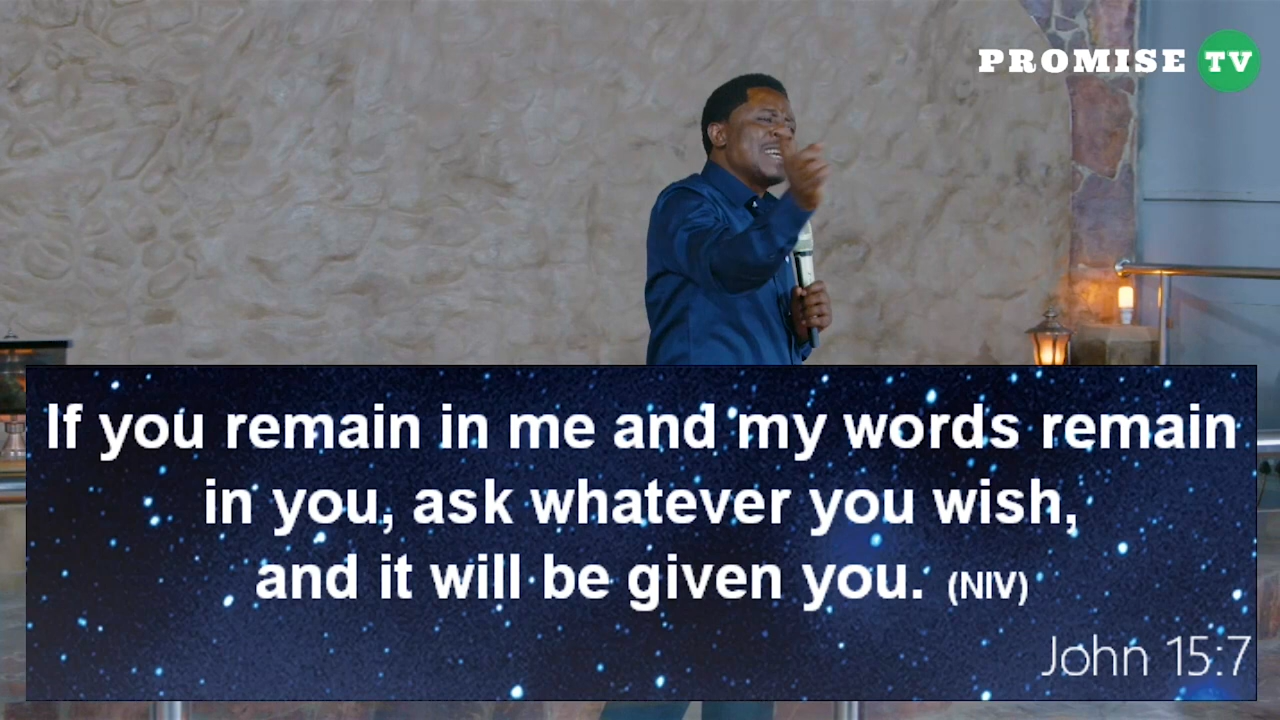 PROMISE TV
If you remain in me and my words remain
in you, ask whatever you wish,
and it will be given you. (NIV)
John 15:7